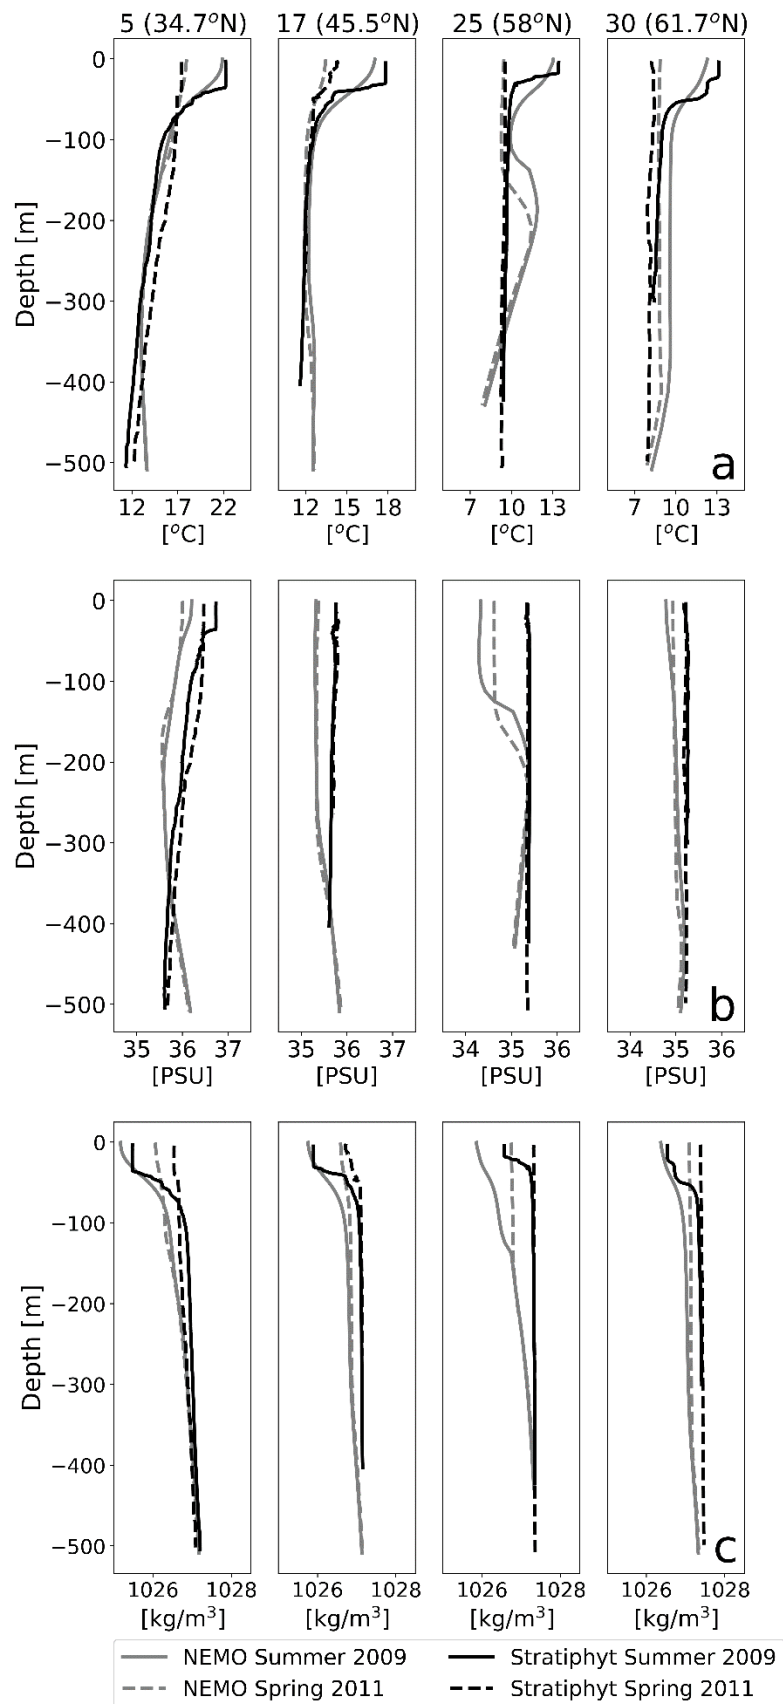 5 (34.7°N) 17 (45.5°N) 25 (58°N) 30 (61.7°N)
0
−100
−200
−300
−400
−500
Depth [m]
a
12 17 22 12 15 18 7 10 13 7 10 13
[°C] [°C] [°C] [°C]
0
−100
−200
−300
−400
−500
Depth [m]
b
35 36 37 35 36 37 34 35 36 34 35 36
[PSU] [PSU] [PSU] [PSU]
0
−100
−200
−300
−400
−500
Depth [m]
c
1026 1028 1026 1028 1026 1028 1026 1028
[kg/m³] [kg/m³] [kg/m³] [kg/m³]
NEMO Summer 2009 Stratiphyt Summer 2009
NEMO Spring 2011 Stratiphyt Spring 2011